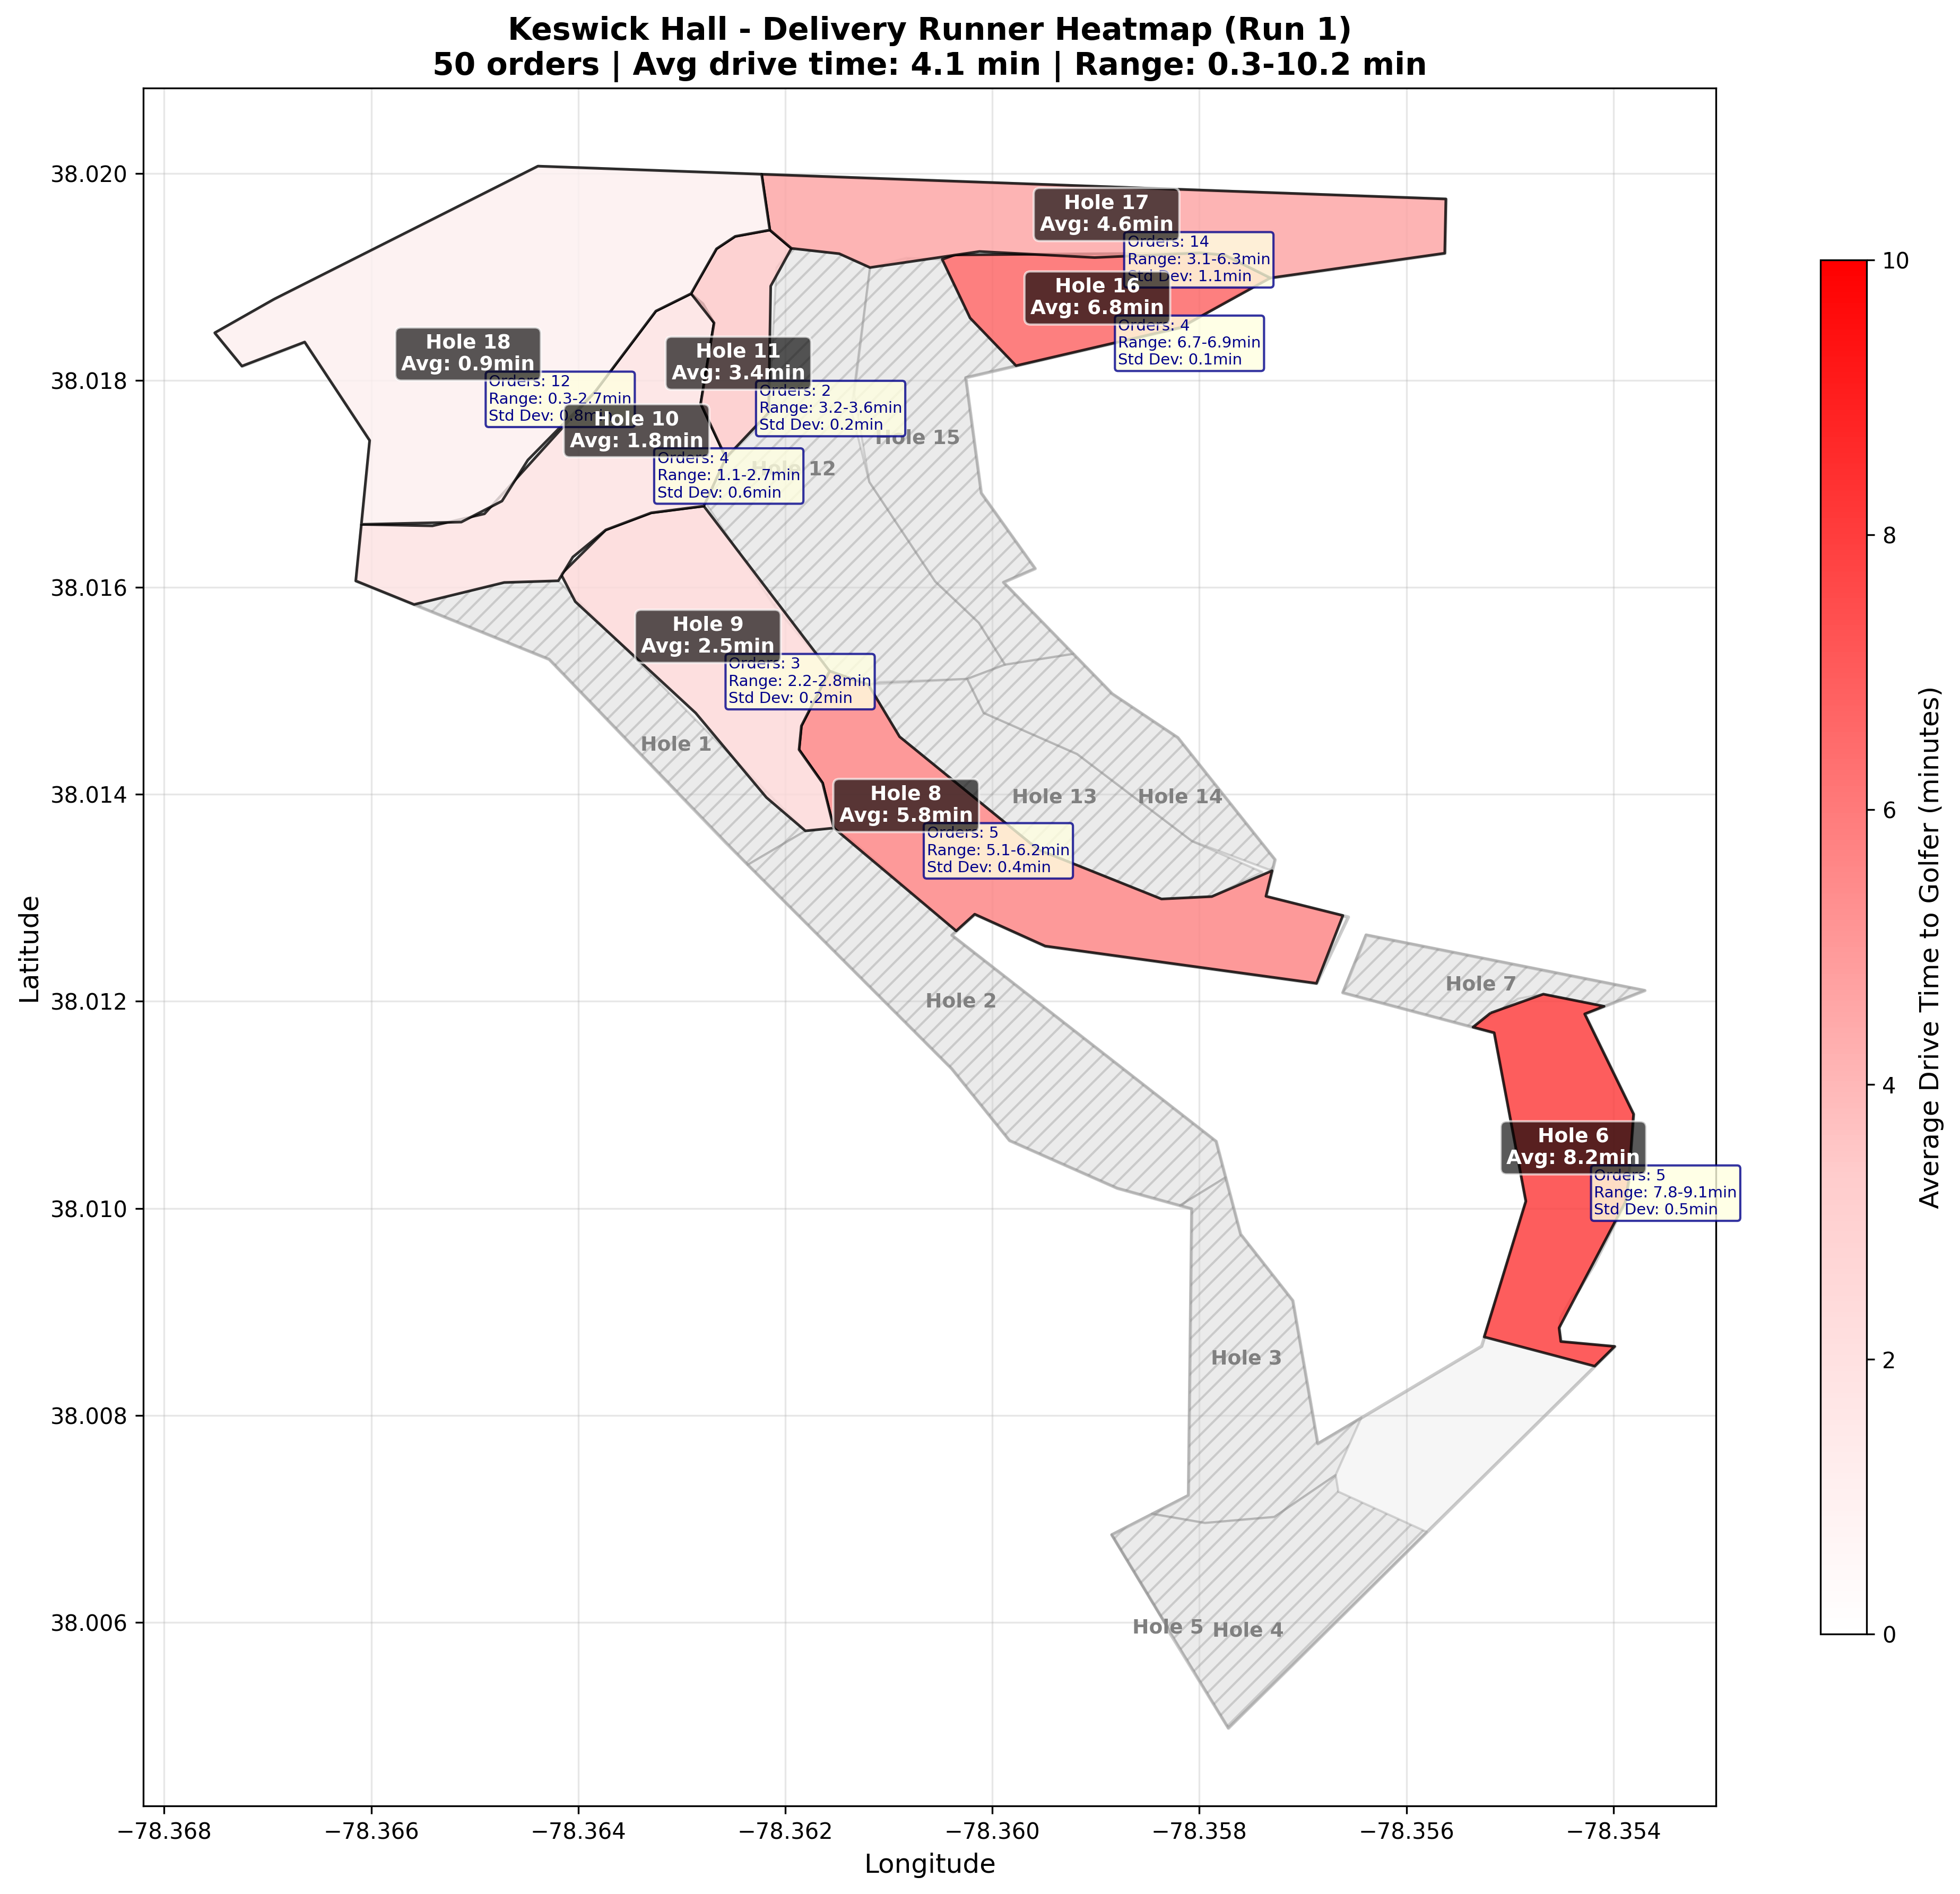 Keswick Hall - Delivery Runner Heatmap (Run 1)
50 orders | Avg drive time: 4.1 min | Range: 0.3-10.2 min
Hole 17
Avg: 4.6min
Orders: 14
Range: 3.1-6.3min
Std Dev: 1.1min
Hole 16
Avg: 6.8min
Orders: 4
Range: 6.7-6.9min
Std Dev: 0.1min
Hole 18
Avg: 0.9min
Orders: 12
Range: 0.3-2.7min
Std Dev: 0.8min
Hole 11
Avg: 3.4min
Orders: 2
Range: 3.2-3.6min
Std Dev: 0.2min
Hole 10
Avg: 1.8min
Orders: 4
Range: 1.1-2.7min
Std Dev: 0.6min
Hole 15
Hole 12
Hole 9
Avg: 2.5min
Orders: 3
Range: 2.2-2.8min
Std Dev: 0.2min
Hole 1
Hole 8
Avg: 5.8min
Orders: 5
Range: 5.1-6.2min
Std Dev: 0.4min
Hole 13
Hole 14
Hole 2
Hole 7
Hole 6
Avg: 8.2min
Orders: 5
Range: 7.8-9.1min
Std Dev: 0.5min
Hole 3
Hole 5
Hole 4
38.020
38.018
38.016
38.014
38.012
38.010
38.008
38.006
Latitude
−78.368
−78.366
−78.364
−78.362
−78.360
−78.358
−78.356
−78.354
Longitude
10
8
6
4
2
0
Average Drive Time to Golfer (minutes)